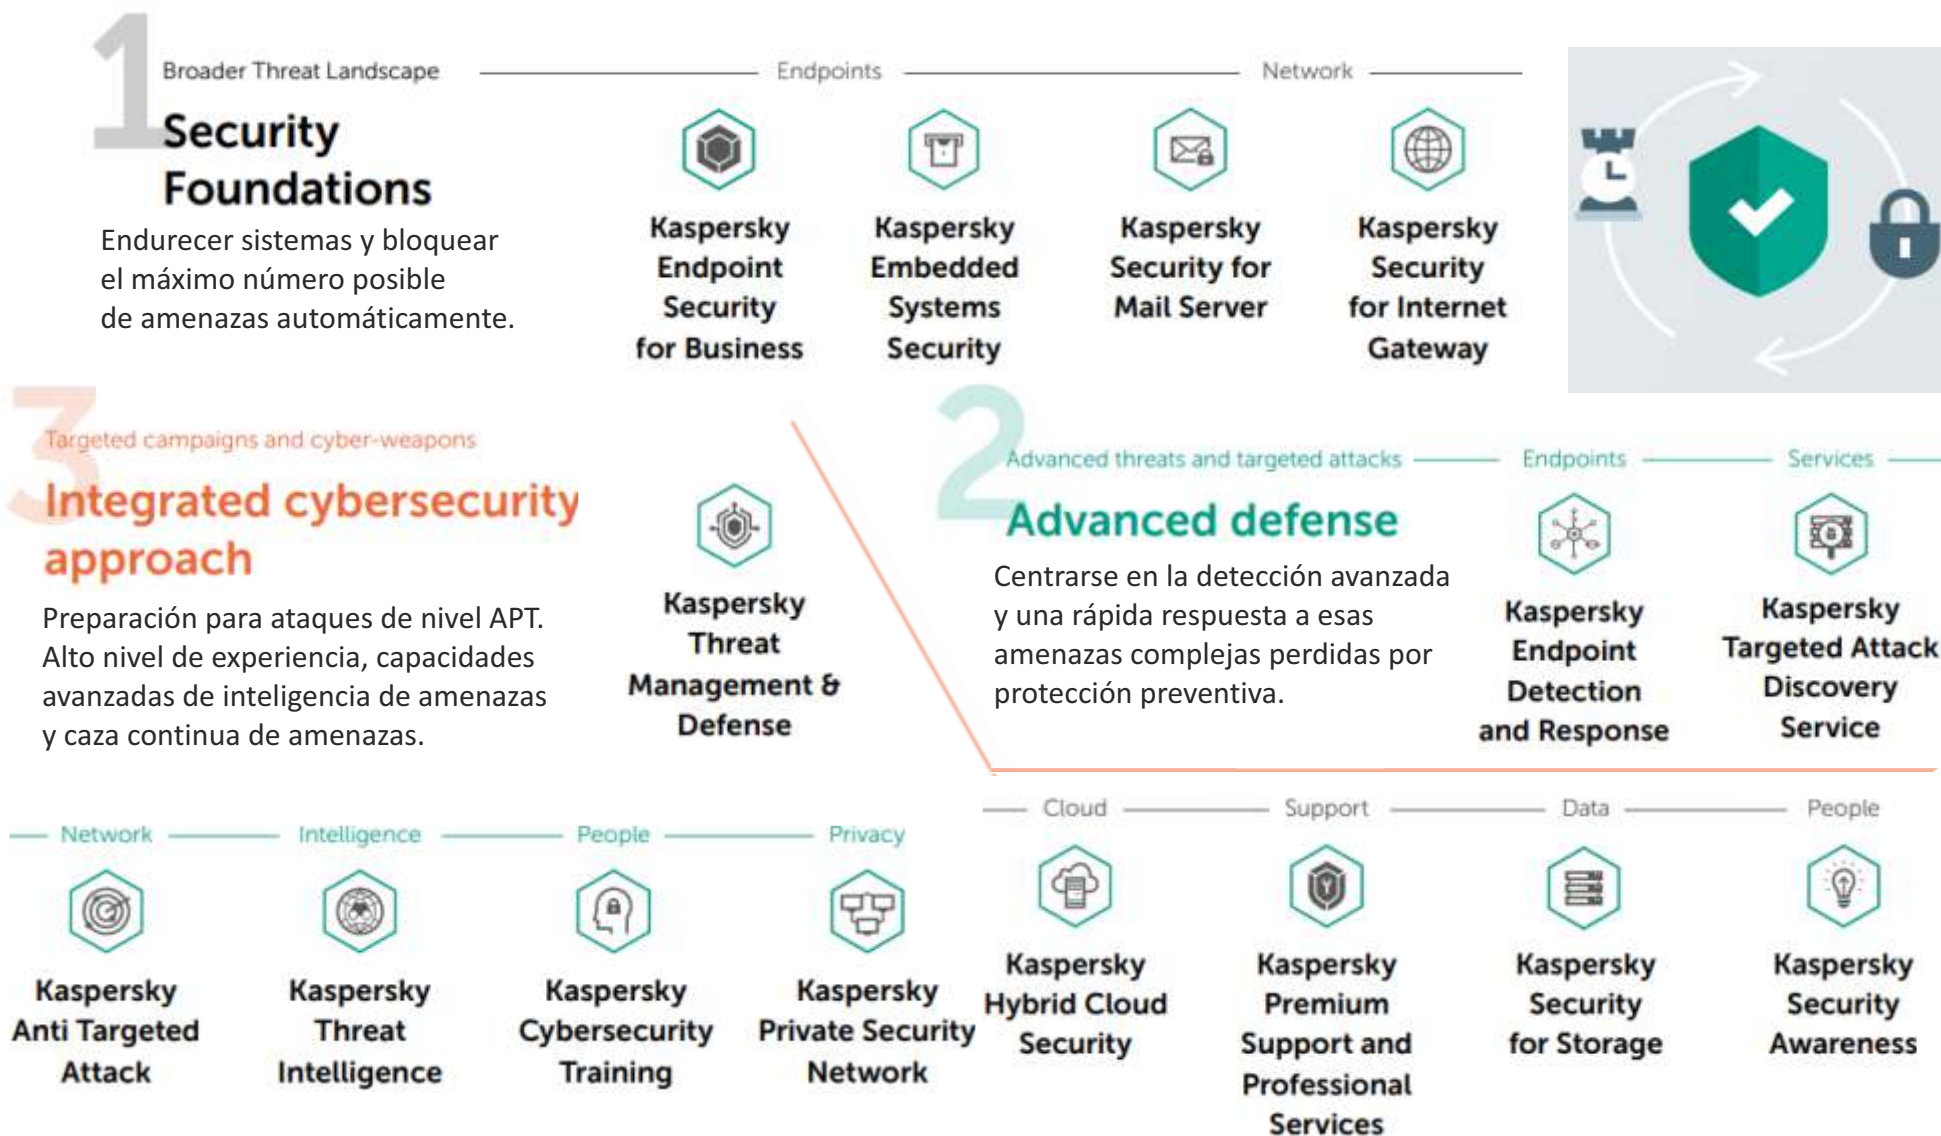 1
Broader Threat Landscape
Endpoints
Network
Security
Foundations
Endurecer sistemas y bloquear
el máximo número posible
de amenazas automáticamente.
Kaspersky
Endpoint
Security
for Business
Kaspersky
Embedded
Systems
Security
Kaspersky
Security for
Mail Server
Kaspersky
Security
for Internet
Gateway
3
Targeted campaigns and cyber-weapons
Integrated cybersecurity
approach
Preparación para ataques de nivel APT.
Alto nivel de experiencia, capacidades
avanzadas de inteligencia de amenazas
y caza continua de amenazas.
Kaspersky
Threat
Management &
Defense
2
Advanced threats and targeted attacks
Endpoints
Services
Advanced defense
Centrarse en la detección avanzada
y una rápida respuesta a esas
amenazas complejas perdidas por
protección preventiva.
Kaspersky
Endpoint
Detection
and Response
Kaspersky
Targeted Attack
Discovery
Service
Network
Intelligence
People
Privacy
Kaspersky
Anti Targeted
Attack
Kaspersky
Threat
Intelligence
Kaspersky
Cybersecurity
Training
Kaspersky
Private Security
Network
Cloud
Support
Data
People
Kaspersky
Hybrid Cloud
Security
Kaspersky
Premium
Support and
Professional
Services
Kaspersky
Security
for Storage
Kaspersky
Security
Awareness